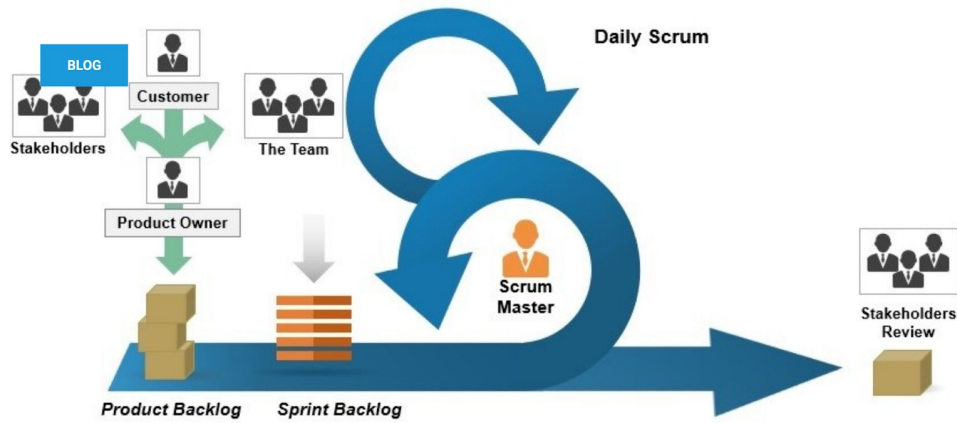 Daily Scrum
BLOG
Customer
Stakeholders
The Team
Product Owner
Scrum
Master
Stakeholders
Review
Product Backlog
Sprint Backlog